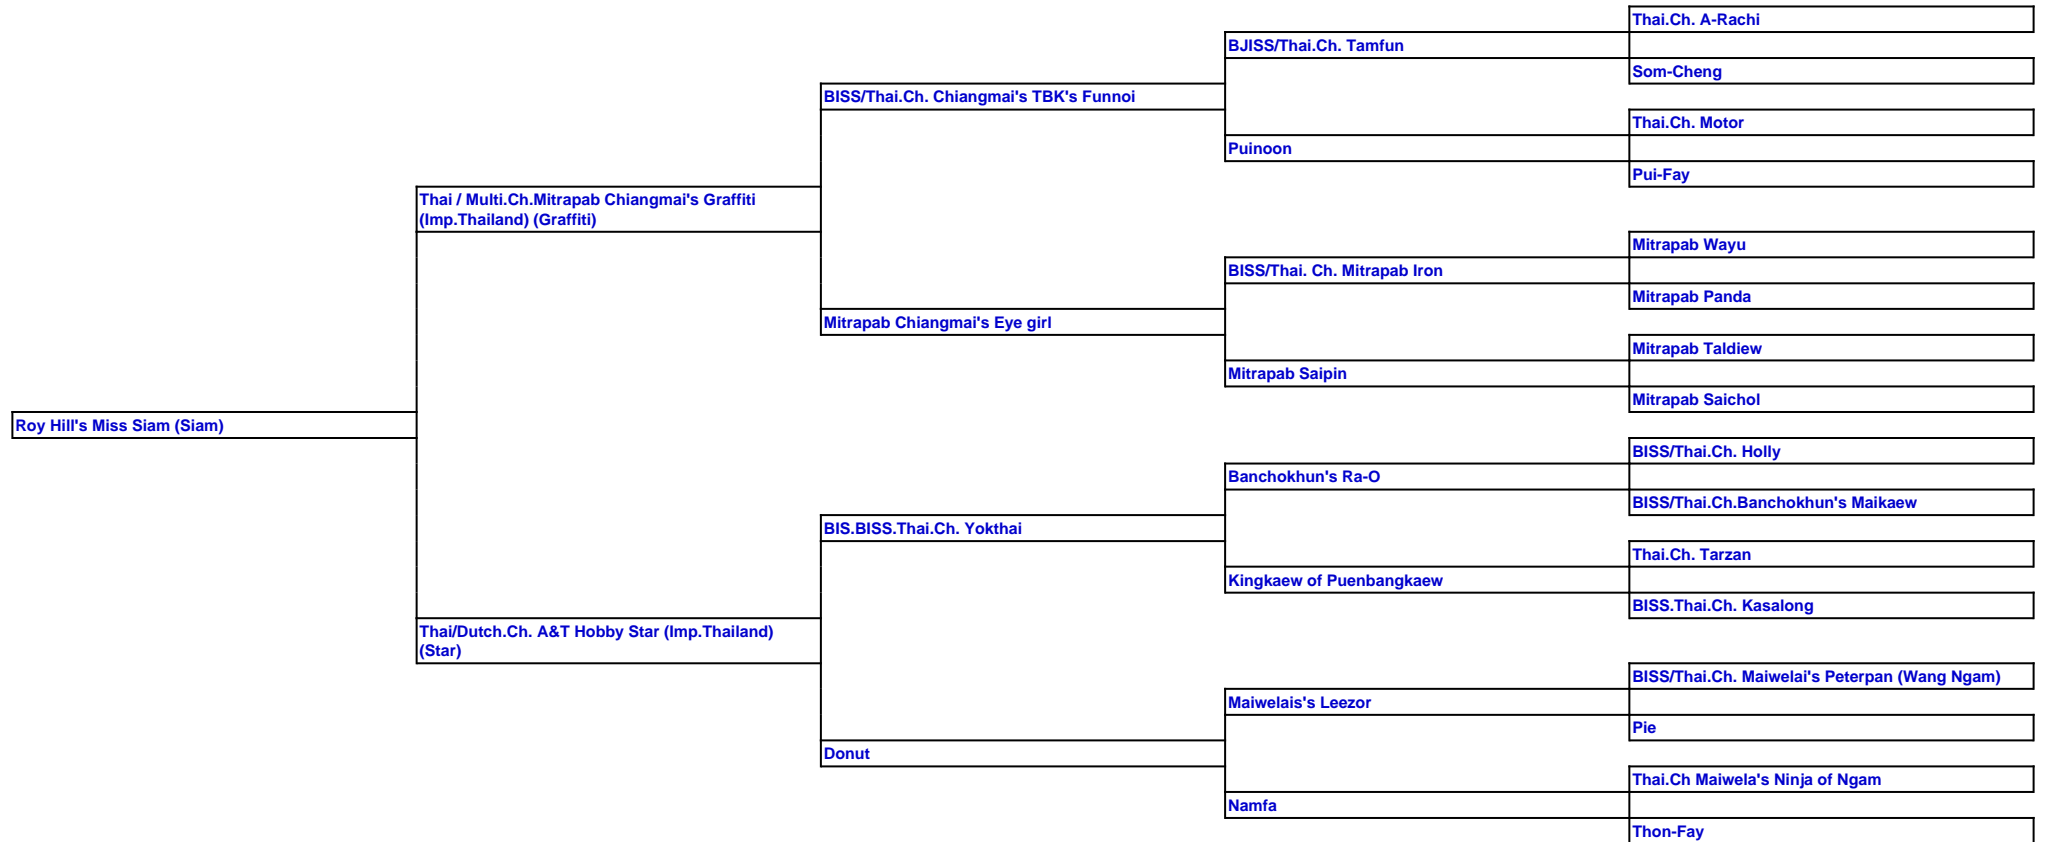 Thai.Ch. A-Rachi
BJISS/Thai.Ch. Tamfun
Som-Cheng
BISS/Thai.Ch. Chiangmai's TBK's Funnoi
Thai.Ch. Motor
Puinoon
Pui-Fay
Thai / Multi.Ch.Mitrapab Chiangmai's Graffiti
(Imp.Thailand) (Graffiti)
Mitrapab Wayu
BISS/Thai. Ch. Mitrapab Iron
Mitrapab Panda
Mitrapab Chiangmai's Eye girl
Mitrapab Taldiew
Mitrapab Saipin
Mitrapab Saichol
Roy Hill's Miss Siam (Siam)
BISS/Thai.Ch. Holly
Banchokhun's Ra-O
BISS/Thai.Ch.Banchokhun's Maikaew
BIS.BISS.Thai.Ch. Yokthai
Thai.Ch. Tarzan
Kingkaew of Puenbangkaew
BISS.Thai.Ch. Kasalong
Thai/Dutch.Ch. A&T Hobby Star (Imp.Thailand)
(Star)
BISS/Thai.Ch. Maiwelai's Peterpan (Wang Ngam)
Maiwelais's Leezor
Pie
Donut
Thai.Ch Maiwela's Ninja of Ngam
Namfa
Thon-Fay